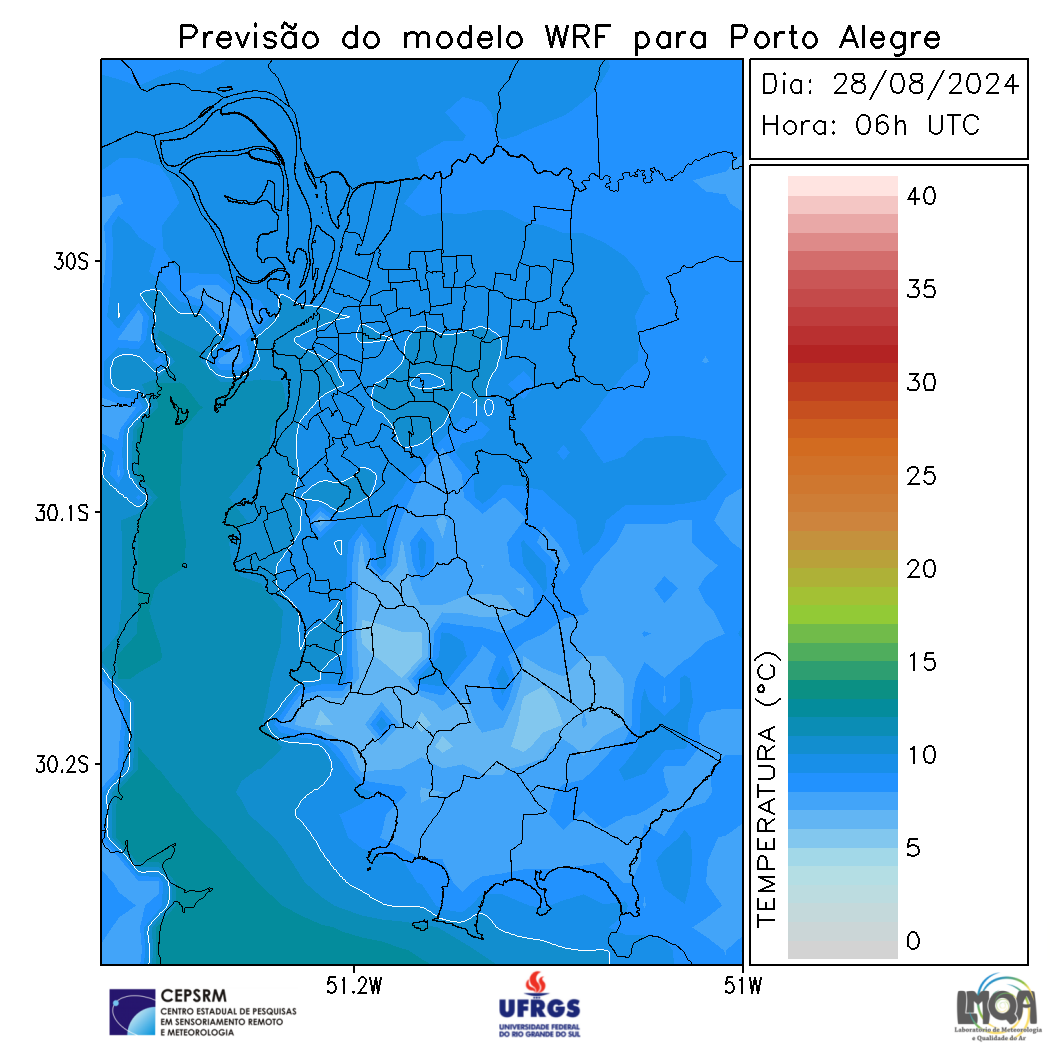 Previsão do modelo WRF para Porto Alegre
Dia: 28/08/2024
Hora: 06h UTC
40
35
30
25
20
15
10
5
0
TEMPERATURA (°C)
30S
30.1S
30.2S
10
51.2W
51W
CEPSRM
CENTRO ESTADUAL DE PESQUISAS
EM SENSORIAMENTO REMOTO
E METEOROLOGIA
UFRGS
UNIVERSIDADE FEDERAL
DO RIO GRANDE DO SUL
LMQA
Laboratório de Meteorologia
e Qualidade do Ar